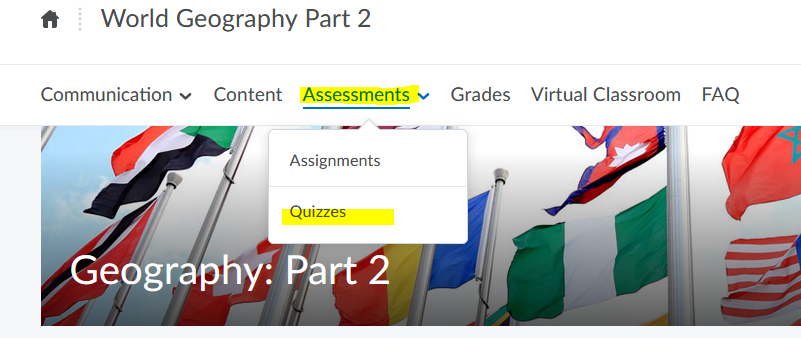 World Geography Part 2
Communication Content Assessments Grades Virtual Classroom FAQ
Assignments
Quizzes
Geography: Part 2